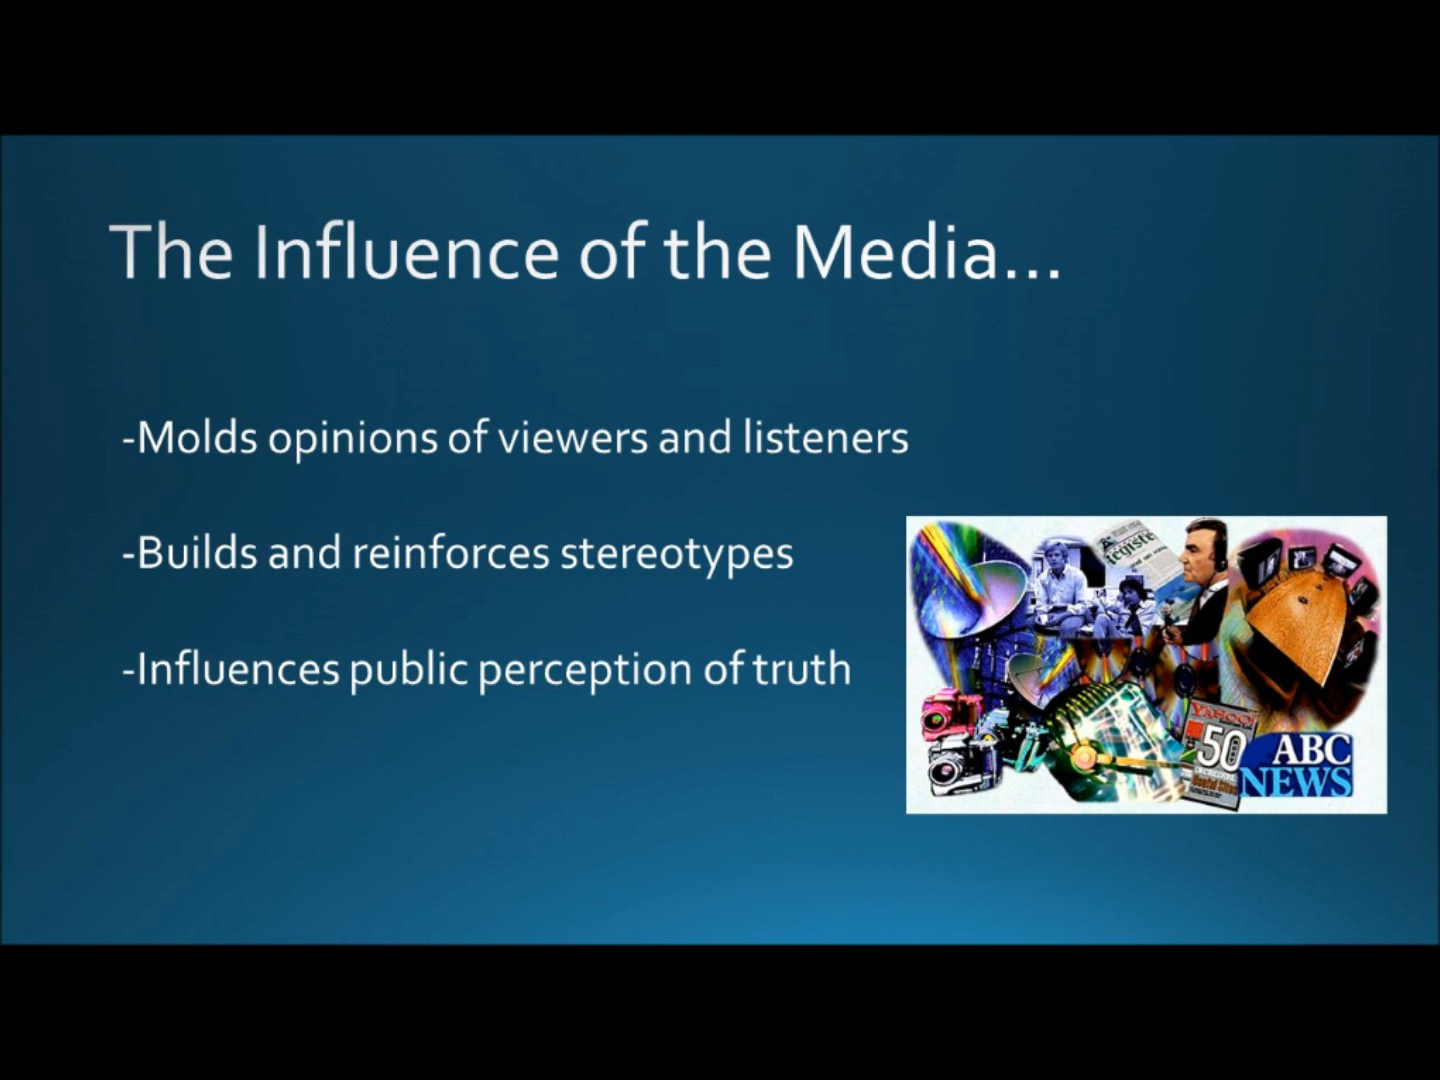 The Influence of the Media...
-Molds opinions of viewers and listeners
-Builds and reinforces stereotypes
-Influences public perception of truth
YAHOO!
50
ABC
NEWS